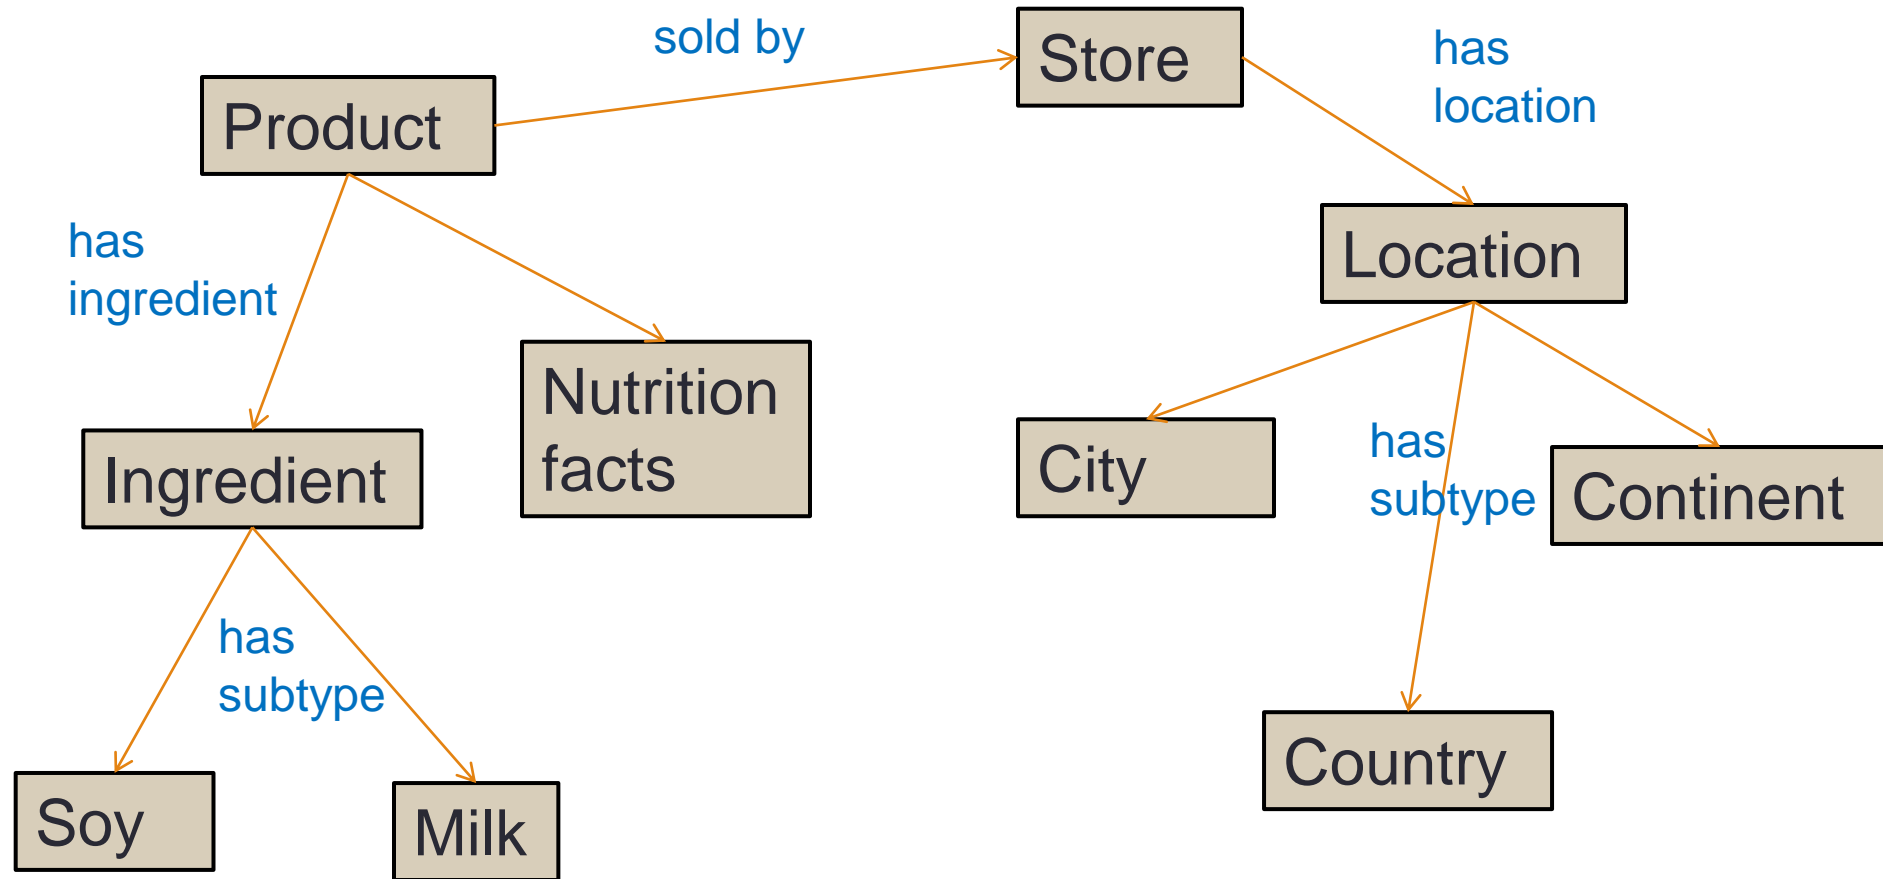 sold by
Store
has
location
Product
has
ingredient
Location
Nutrition
facts
Ingredient
City
has
subtype
Continent
has
subtype
Country
Soy
Milk